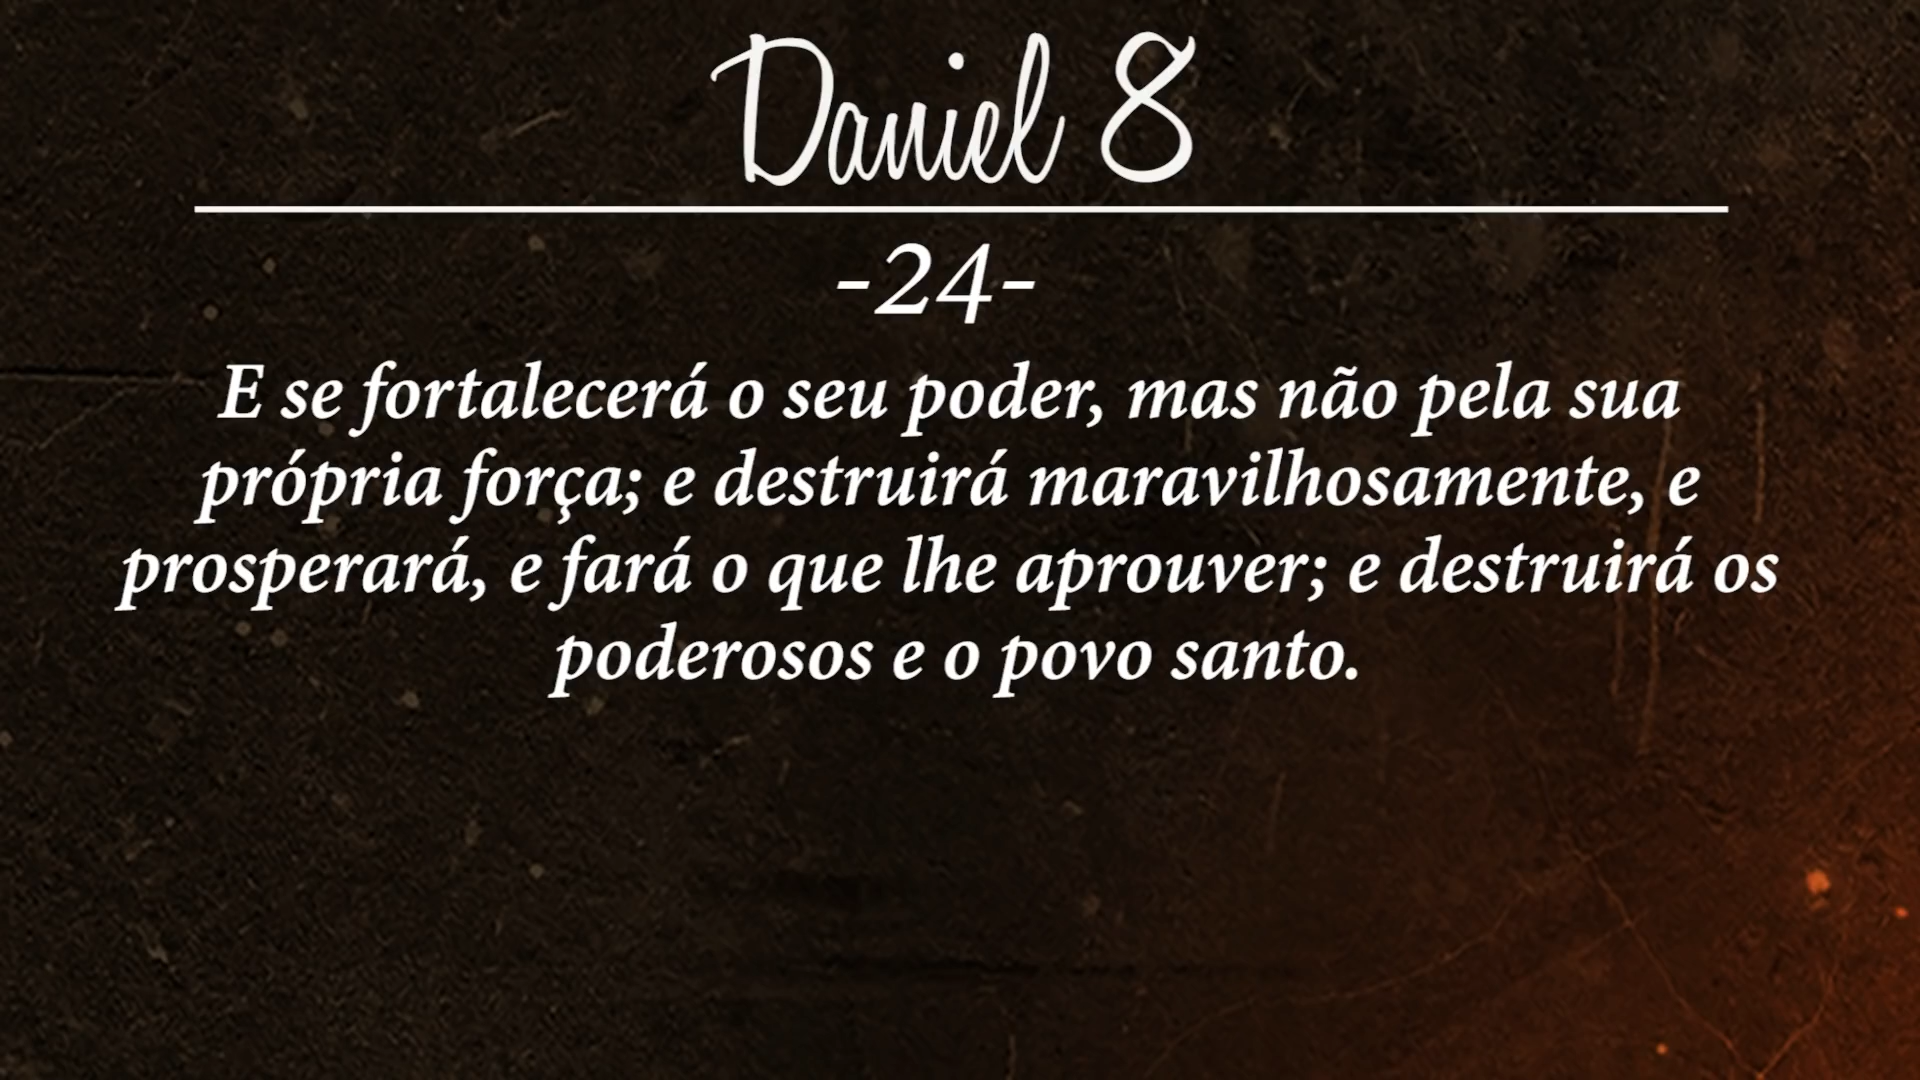 Daniel 8
-24-
E se fortalecerá o seu poder, mas não pela sua
própria força; e destruirá maravilhosamente, e
prosperará, e fará o que lhe aprouver; e destruirá os
poderosos e o povo santo.